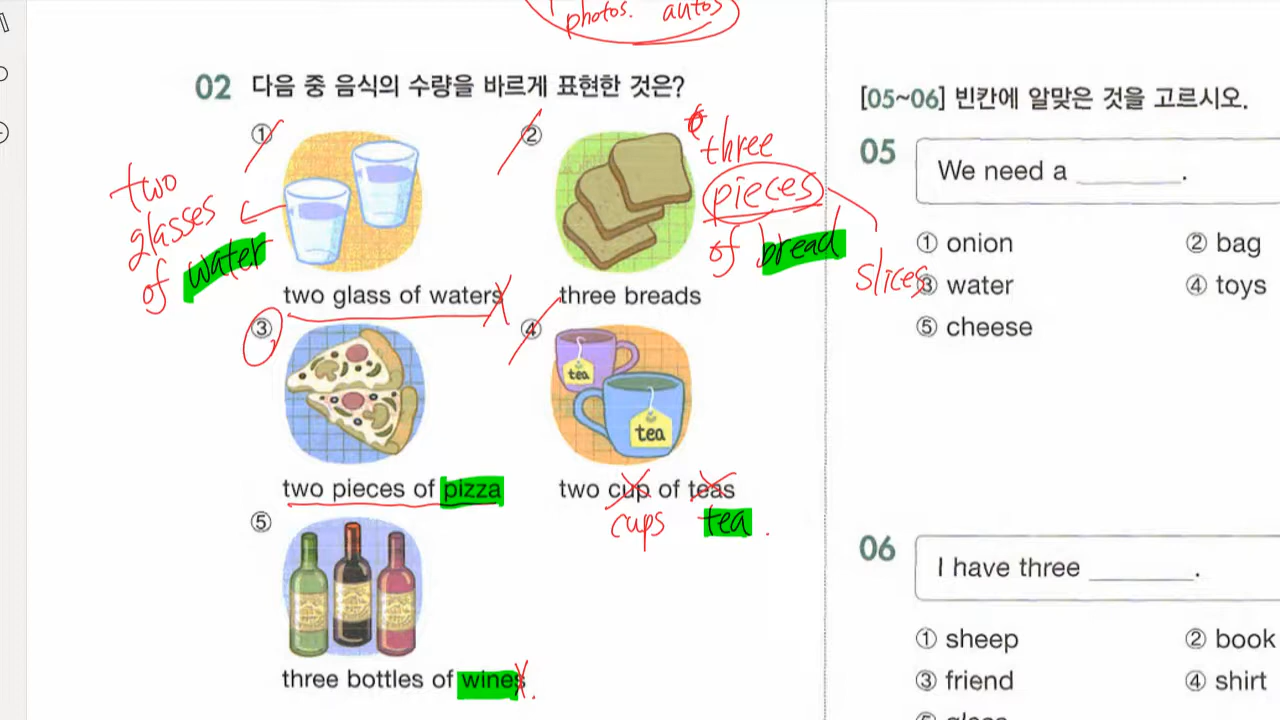 photos. autos
02 다음 중 음식의 수량을 바르게 표현한 것은?
①
two
glasses
of water
two glass of waters
②
three
pieces
of bread
slices
three breads
③
two pieces of pizza
④
tea
tea
two cup of teas
cups tea.
⑤
three bottles of wines.
[05~06] 빈칸에 알맞은 것을 고르시오.
05
We need a ______.
① onion ② bag
③ water ④ toys
⑤ cheese
06
I have three ______.
① sheep ② book
③ friend ④ shirt